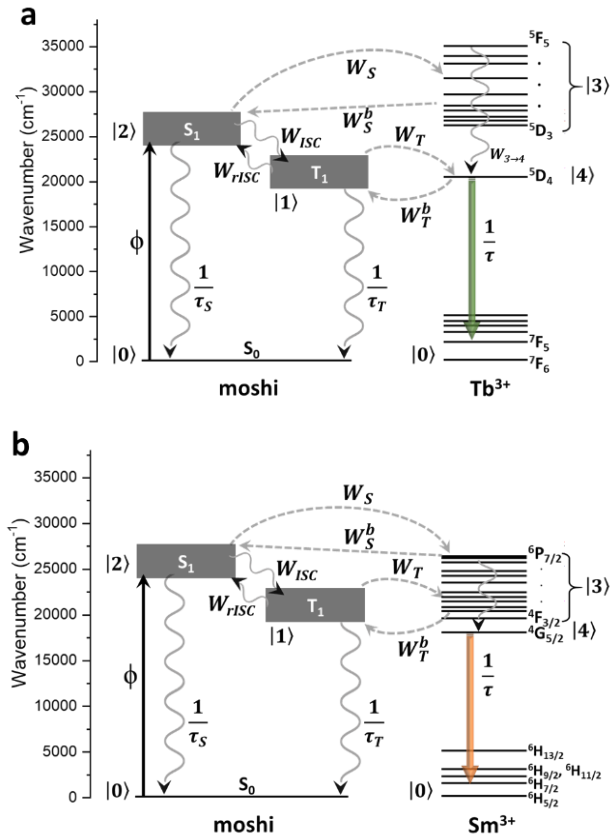 a
Wavenumber (cm⁻¹)
35000
30000
25000
20000
15000
10000
5000
0
|2⟩
S₁
ϕ
1/τ_S
|0⟩
S₀
moshi
W_ISC
W_rISC
T₁
|1⟩
1/τ_T
W_S
W_S^b
W_T
W_T^b
⁵F₅
|3⟩
⁵D₃
W_3→4
⁵D₄
|4⟩
1/τ
⁷F₅
|0⟩
⁷F₆
Tb³⁺
b
Wavenumber (cm⁻¹)
35000
30000
25000
20000
15000
10000
5000
0
|2⟩
S₁
ϕ
1/τ_S
|0⟩
S₀
moshi
W_ISC
W_rISC
T₁
|1⟩
1/τ_T
W_S
W_S^b
W_T
W_T^b
⁶P₇/₂
|3⟩
⁴F₃/₂
⁴G₅/₂
|4⟩
1/τ
⁶H₁₃/₂
⁶H₉/₂, ⁶H₁₁/₂
⁶H₇/₂
|0⟩
⁶H₅/₂
Sm³⁺